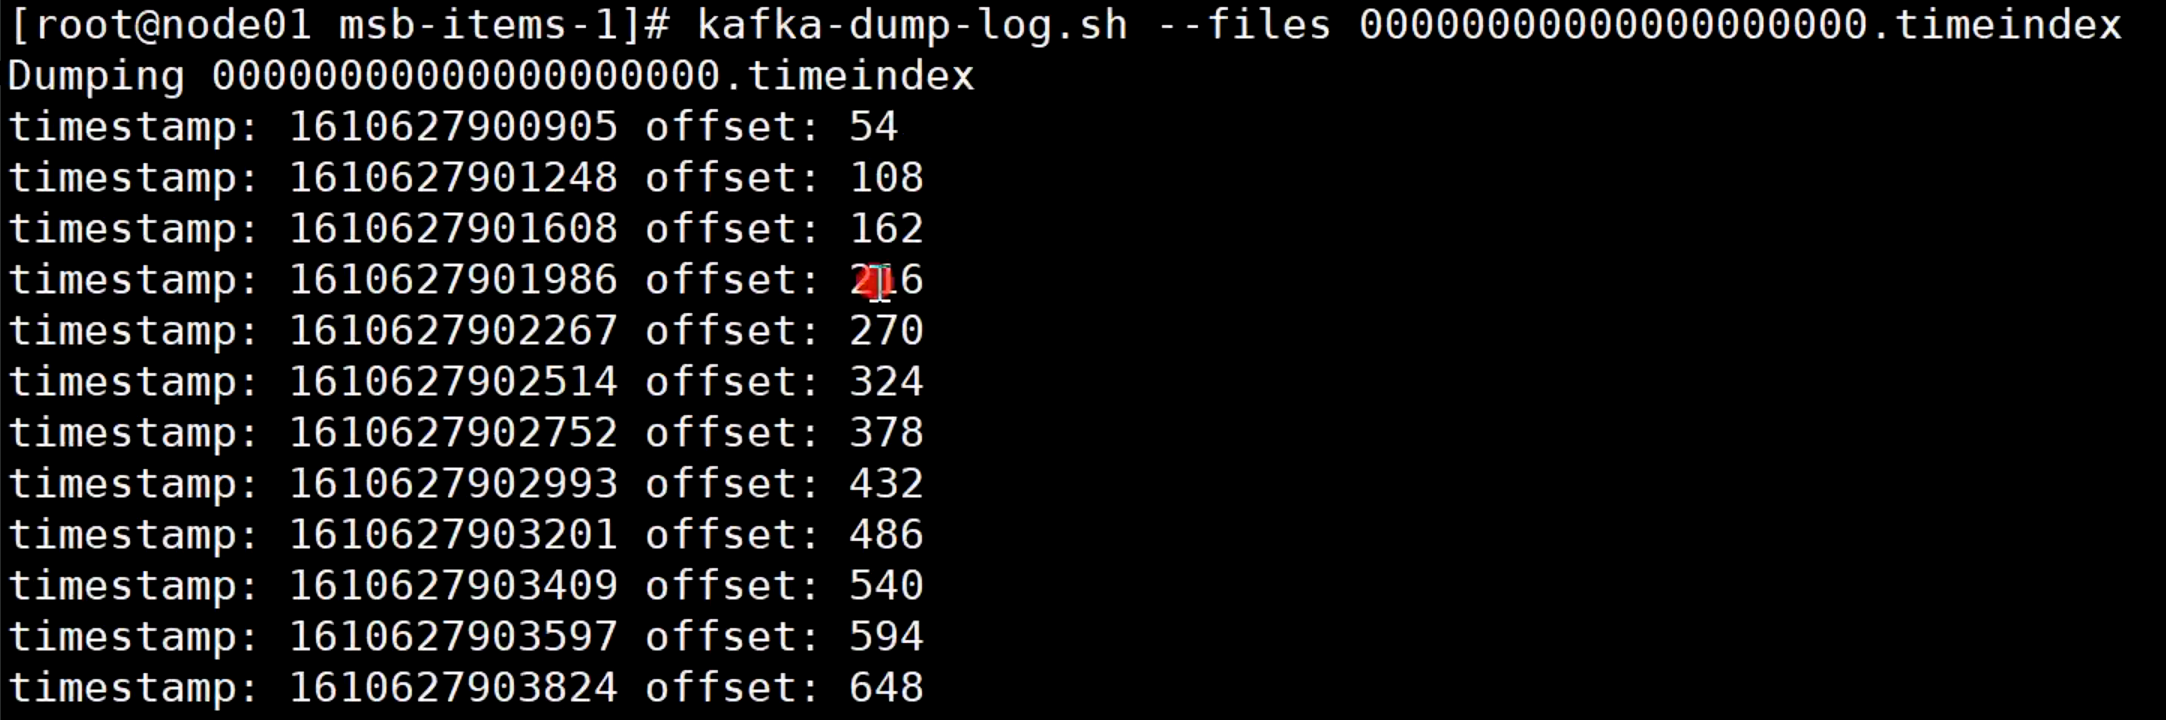 [root@node01 msb-items-1]# kafka-dump-log.sh --files 00000000000000000000.timeindex
Dumping 00000000000000000000.timeindex
timestamp: 1610627900905 offset: 54
timestamp: 1610627901248 offset: 108
timestamp: 1610627901608 offset: 162
timestamp: 1610627901986 offset: 216
timestamp: 1610627902267 offset: 270
timestamp: 1610627902514 offset: 324
timestamp: 1610627902752 offset: 378
timestamp: 1610627902993 offset: 432
timestamp: 1610627903201 offset: 486
timestamp: 1610627903409 offset: 540
timestamp: 1610627903597 offset: 594
timestamp: 1610627903824 offset: 648